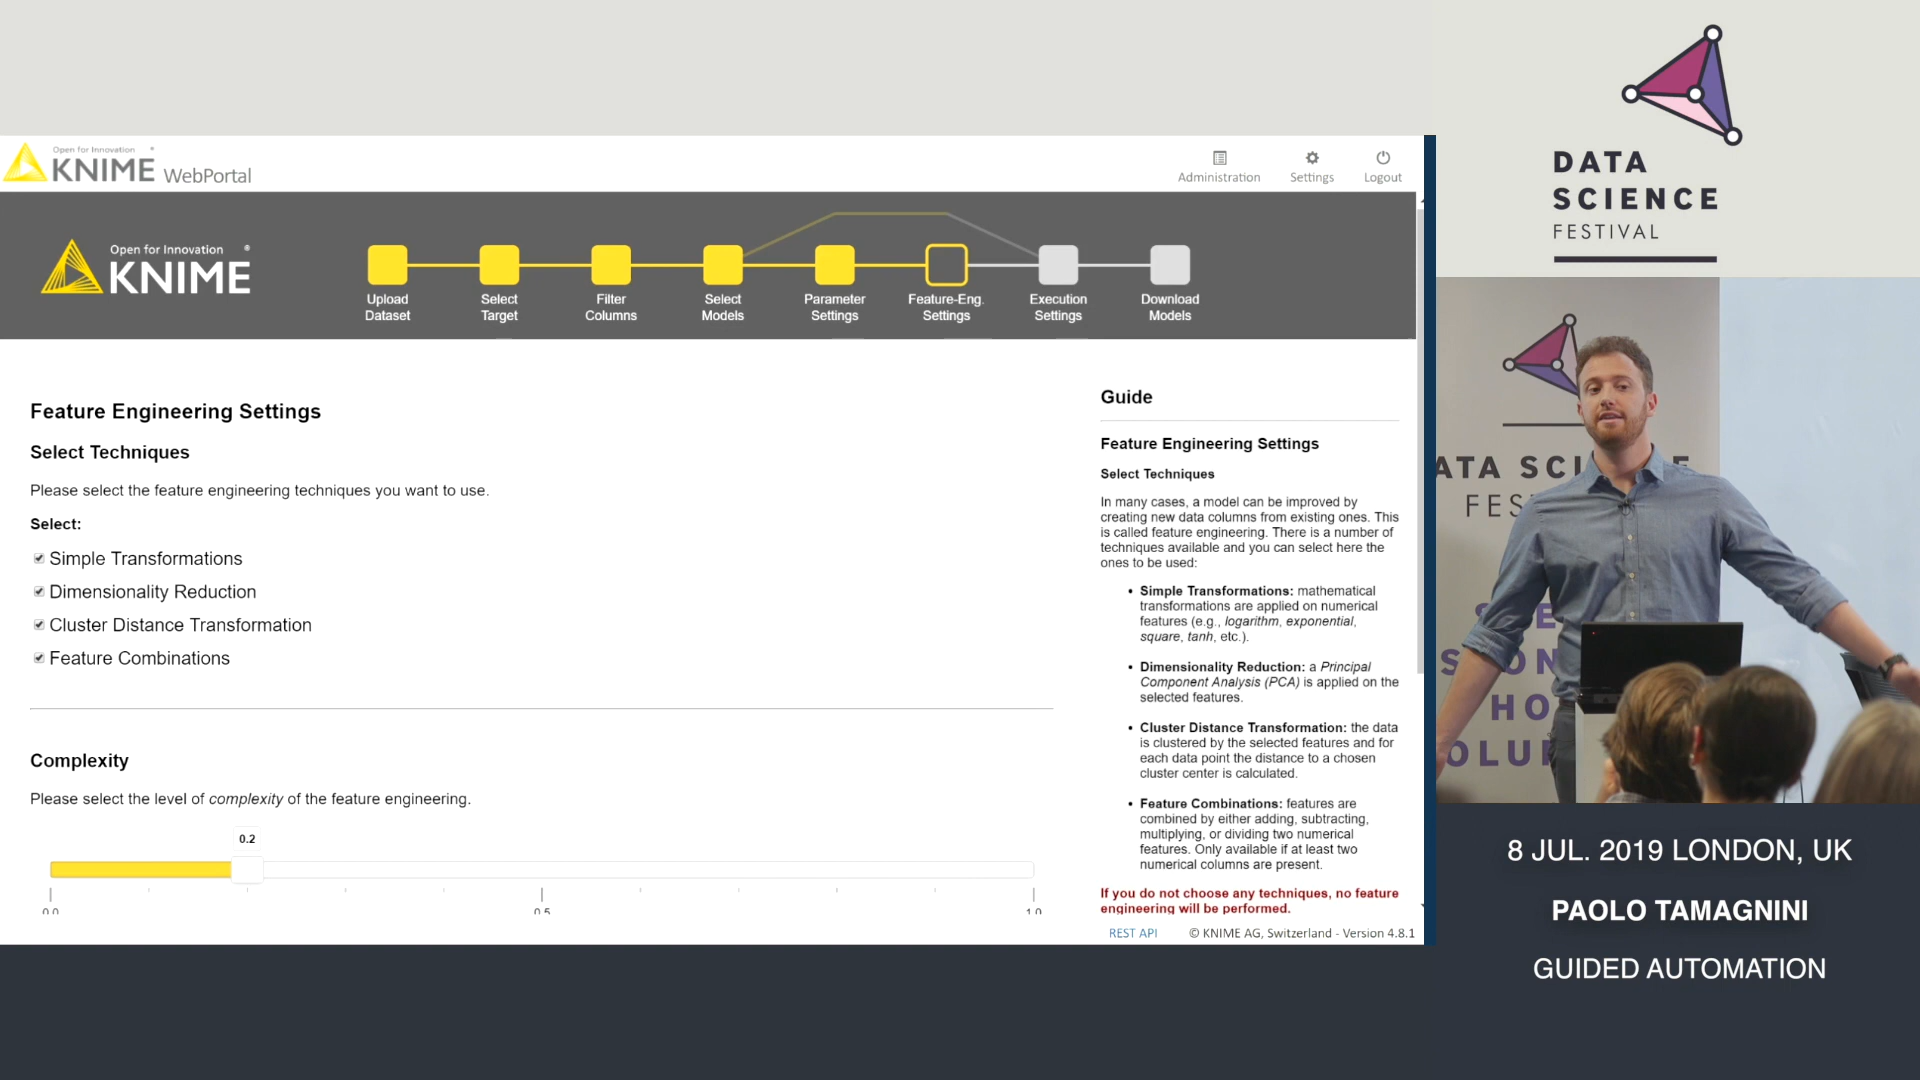 Open for Innovation
KNIME WebPortal
Administration
Settings
Logout
Open for Innovation
KNIME
Upload
Dataset
Select
Target
Filter
Columns
Select
Models
Parameter
Settings
Feature-Eng.
Settings
Execution
Settings
Download
Models
Feature Engineering Settings
Select Techniques
Please select the feature engineering techniques you want to use.
Select:
Simple Transformations
Dimensionality Reduction
Cluster Distance Transformation
Feature Combinations
Complexity
Please select the level of complexity of the feature engineering.
0.2
0.0
0.5
1.0
Guide
Feature Engineering Settings
Select Techniques
In many cases, a model can be improved by
creating new data columns from existing ones. This
is called feature engineering. There is a number of
techniques available and you can select here the
ones to be used:
• Simple Transformations: mathematical
transformations are applied on numerical
features (e.g., logarithm, exponential,
square, tanh, etc.).
• Dimensionality Reduction: a Principal
Component Analysis (PCA) is applied on the
selected features.
• Cluster Distance Transformation: the data
is clustered by the selected features and for
each data point the distance to a chosen
cluster center is calculated.
• Feature Combinations: features are
combined by either adding, subtracting,
multiplying, or dividing two numerical
features. Only available if at least two
numerical columns are present.
If you do not choose any techniques, no feature
engineering will be performed.
REST API
© KNIME AG, Switzerland - Version 4.8.1
DATA
SCIENCE
FESTIVAL
ATA SCI E
FES
8 JUL. 2019 LONDON, UK
PAOLO TAMAGNINI
GUIDED AUTOMATION